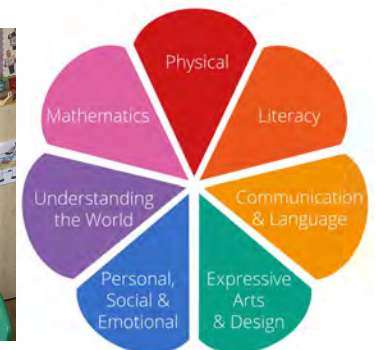 Physical
Literacy
Communication
& Language
Expressive
Arts
& Design
Personal,
Social &
Emotional
Understanding
the World
Mathematics